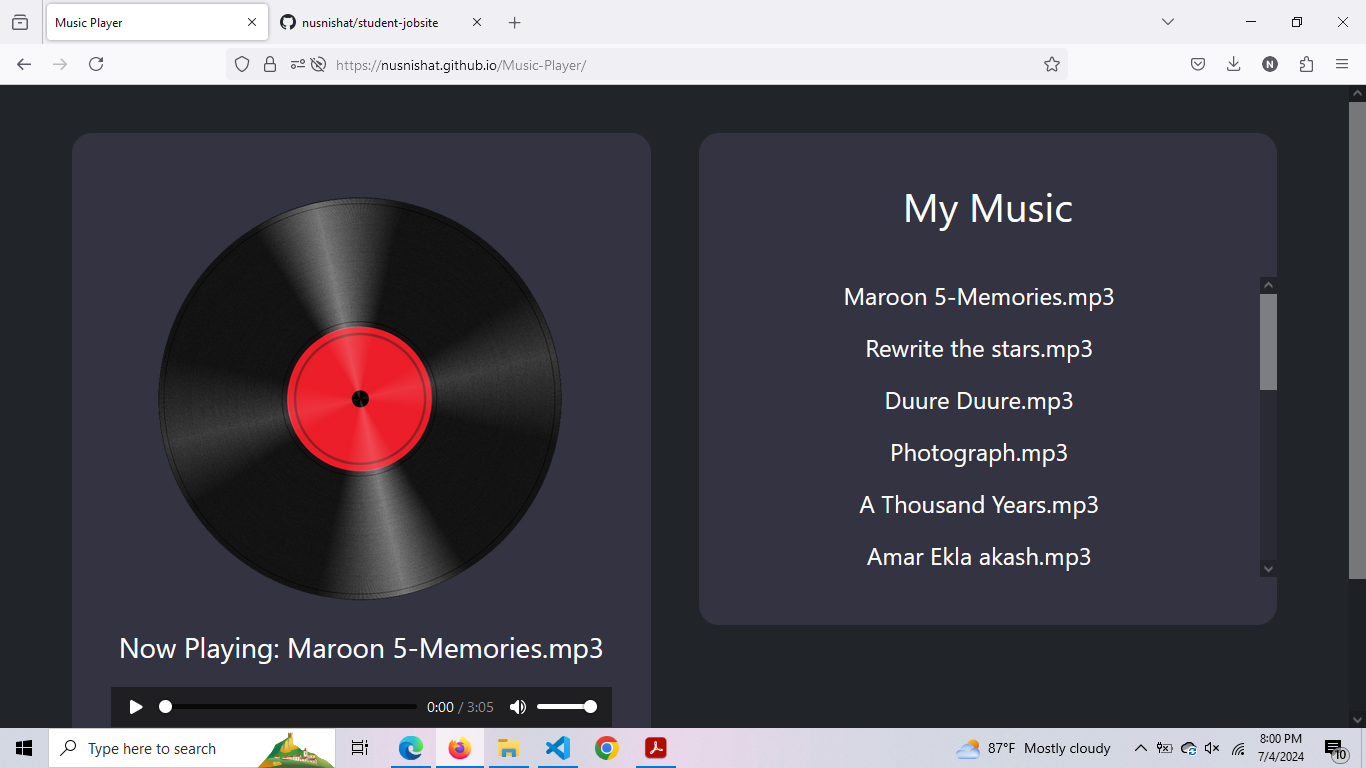 Music Player
nusnishat/student-jobsite
https://nusnishat.github.io/Music-Player/
N
My Music
Maroon 5-Memories.mp3
Rewrite the stars.mp3
Duure Duure.mp3
Photograph.mp3
A Thousand Years.mp3
Amar Ekla akash.mp3
Now Playing: Maroon 5-Memories.mp3
0:00 / 3:05
Type here to search
87°F Mostly cloudy
8:00 PM
7/4/2024
10